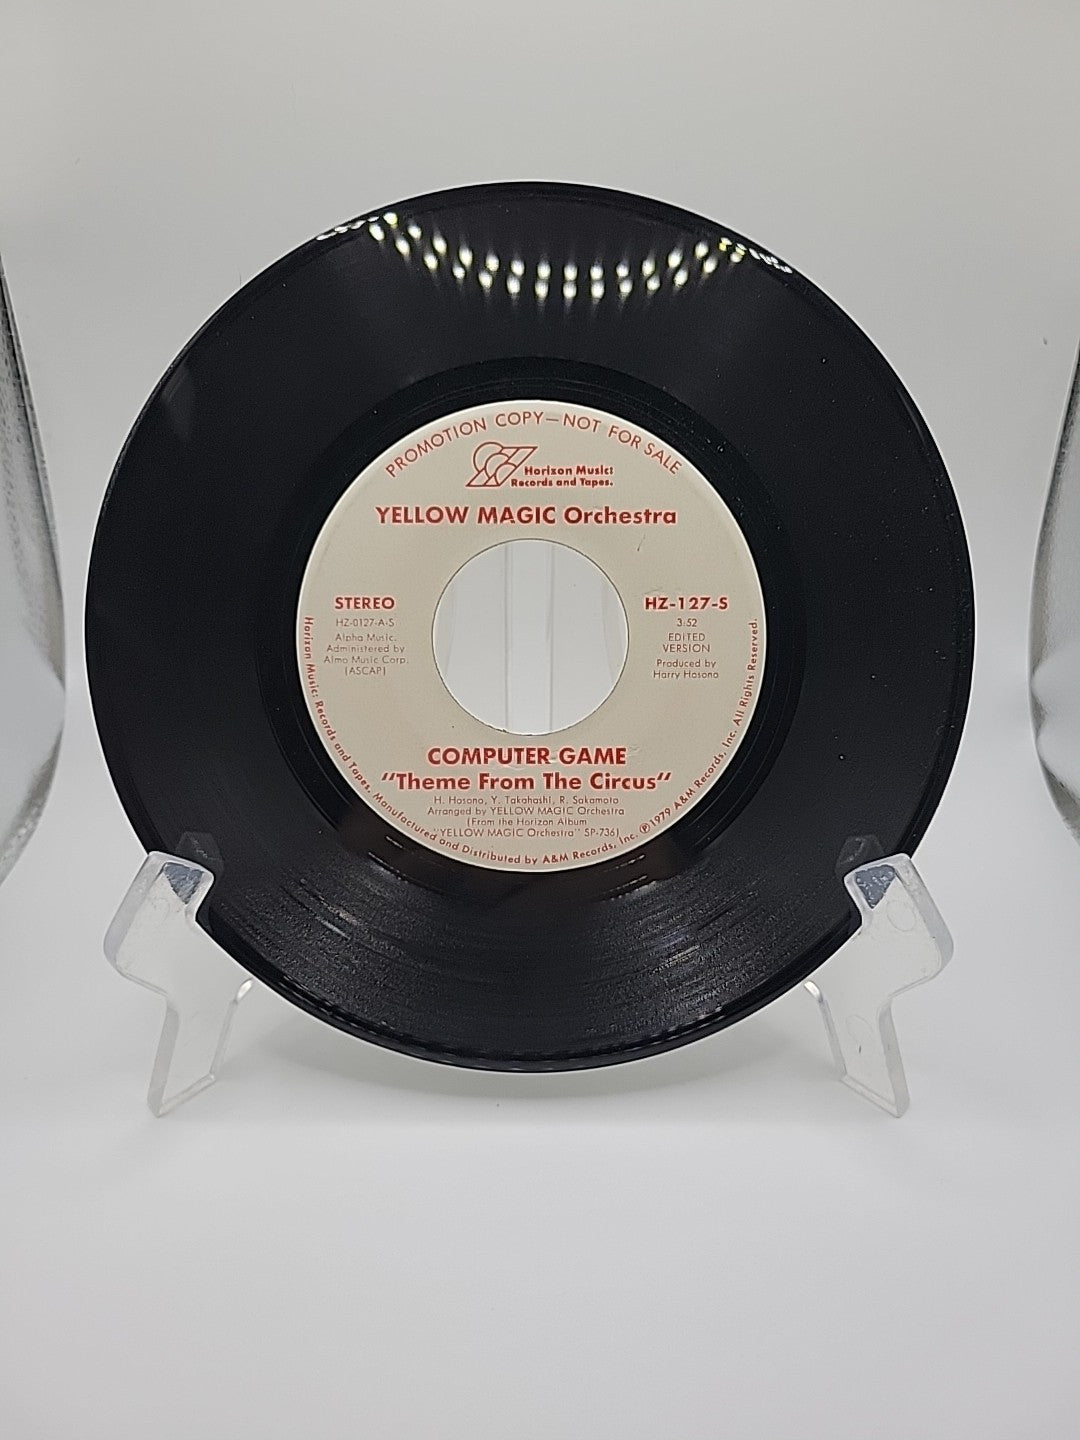 PROMOTION COPY—NOT FOR SALE
Horizon Music:
Records and Tapes.
YELLOW MAGIC Orchestra
STEREO
HZ-0127-A-S
Alpha Music.
Administered by
Almo Music Corp.
(ASCAP)
HZ-127-S
3:52
EDITED
VERSION
Produced by
Harry Hosono
COMPUTER GAME
"Theme From The Circus"
H. Hosono, Y. Takahashi, R. Sakamoto
Arranged by YELLOW MAGIC Orchestra
(From the Horizon Album
"YELLOW MAGIC Orchestra" SP-736)
Horizon Music: Records and Tapes. Manufactured and Distributed by A&M Records, Inc. ℗1979 A&M Records, Inc. All Rights Reserved.